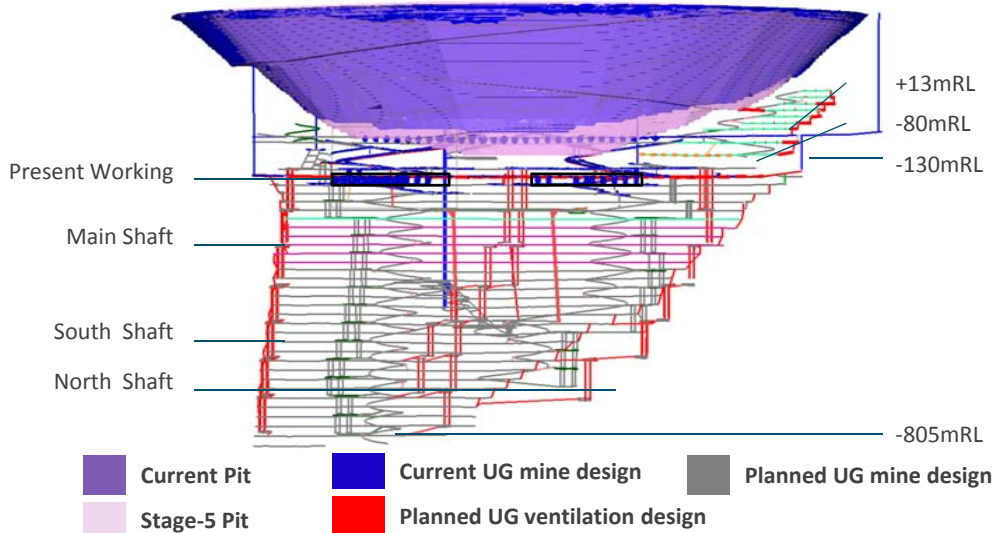 +13mRL
-80mRL
-130mRL
Present Working
Main Shaft
South Shaft
North Shaft
-805mRL
Current Pit
Current UG mine design
Planned UG mine design
Stage-5 Pit
Planned UG ventilation design